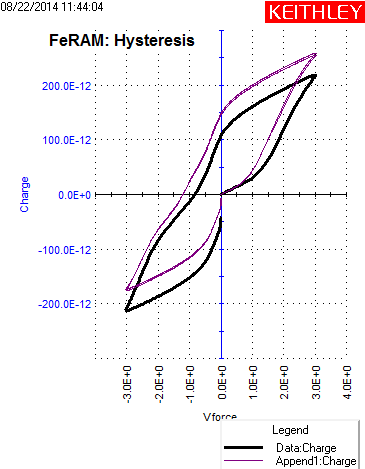 08/22/2014 11:44:04
KEITHLEY
FeRAM: Hysteresis
200.0E-12
100.0E-12
0.0E+0
-100.0E-12
-200.0E-12
Charge
-3.0E+0
-2.0E+0
-1.0E+0
0.0E+0
1.0E+0
2.0E+0
3.0E+0
4.0E+0
Vforce
Legend
Data:Charge
Append1:Charge